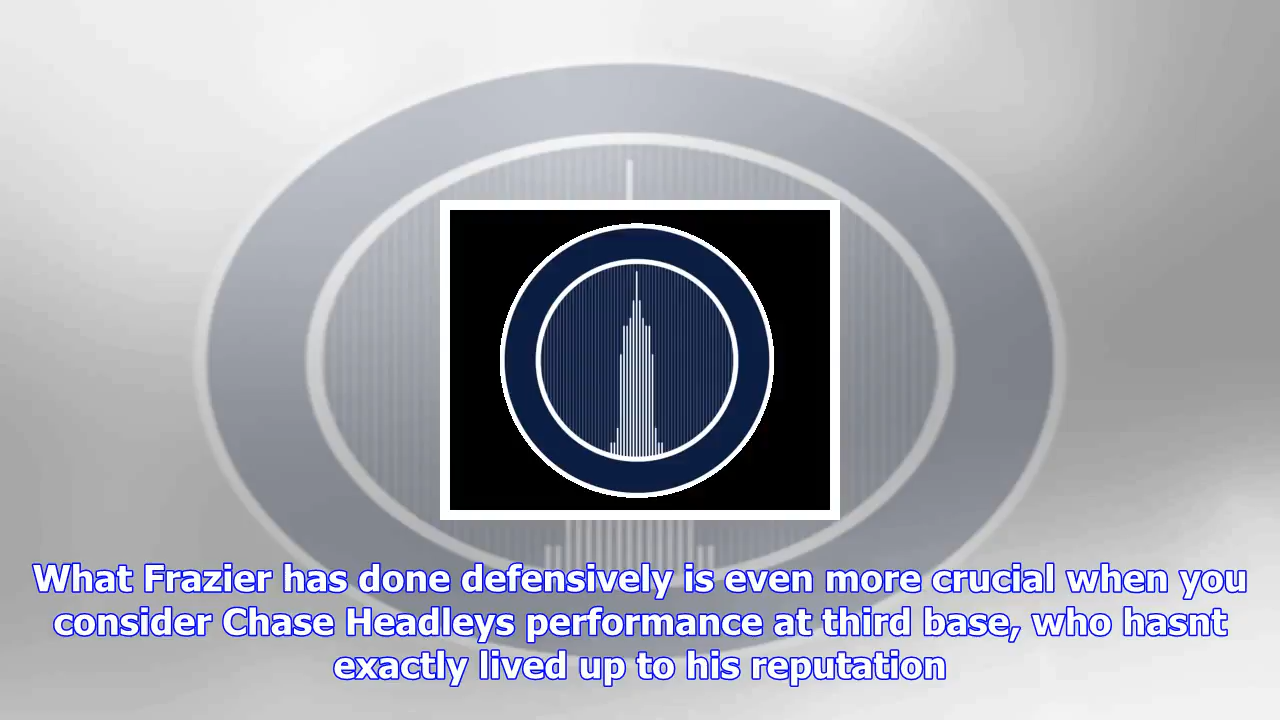 What Frazier has done defensively is even more crucial when you
consider Chase Headleys performance at third base, who hasnt
exactly lived up to his reputation